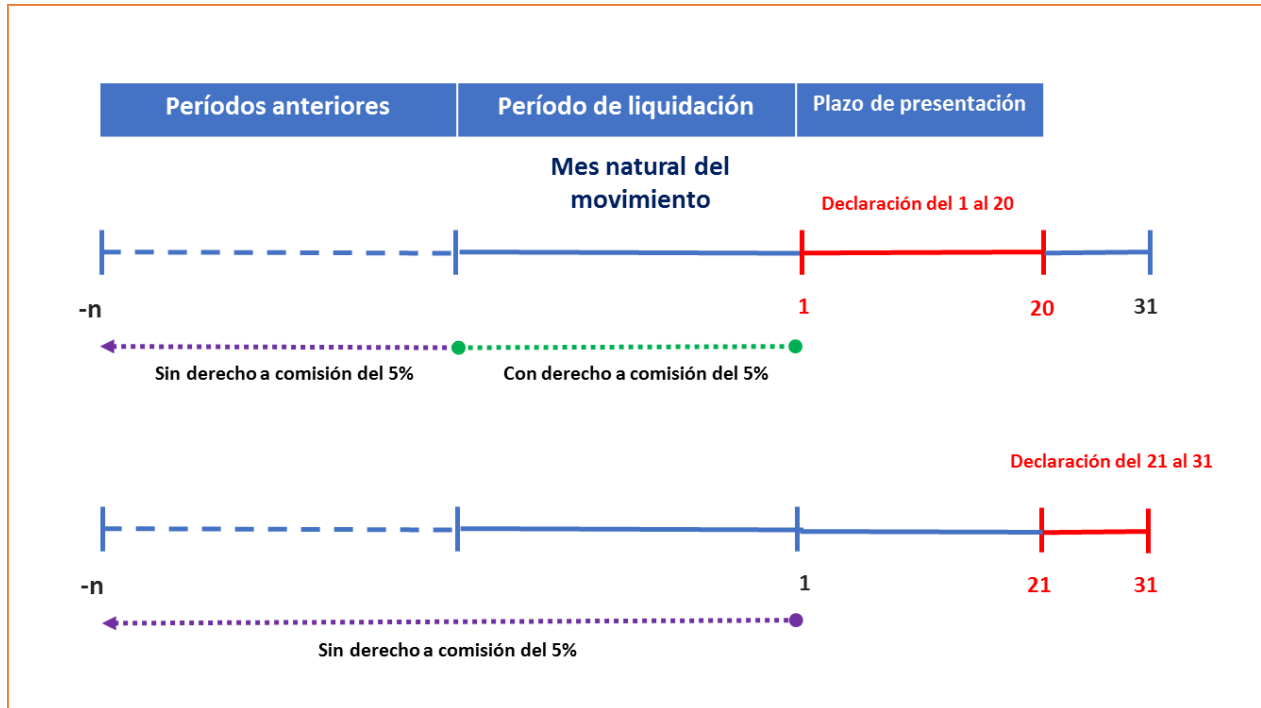 Períodos anteriores
Período de liquidación
Plazo de presentación
Mes natural del
movimiento
Declaración del 1 al 20
-n
1
20
31
Sin derecho a comisión del 5%
Con derecho a comisión del 5%
Declaración del 21 al 31
-n
1
21
31
Sin derecho a comisión del 5%